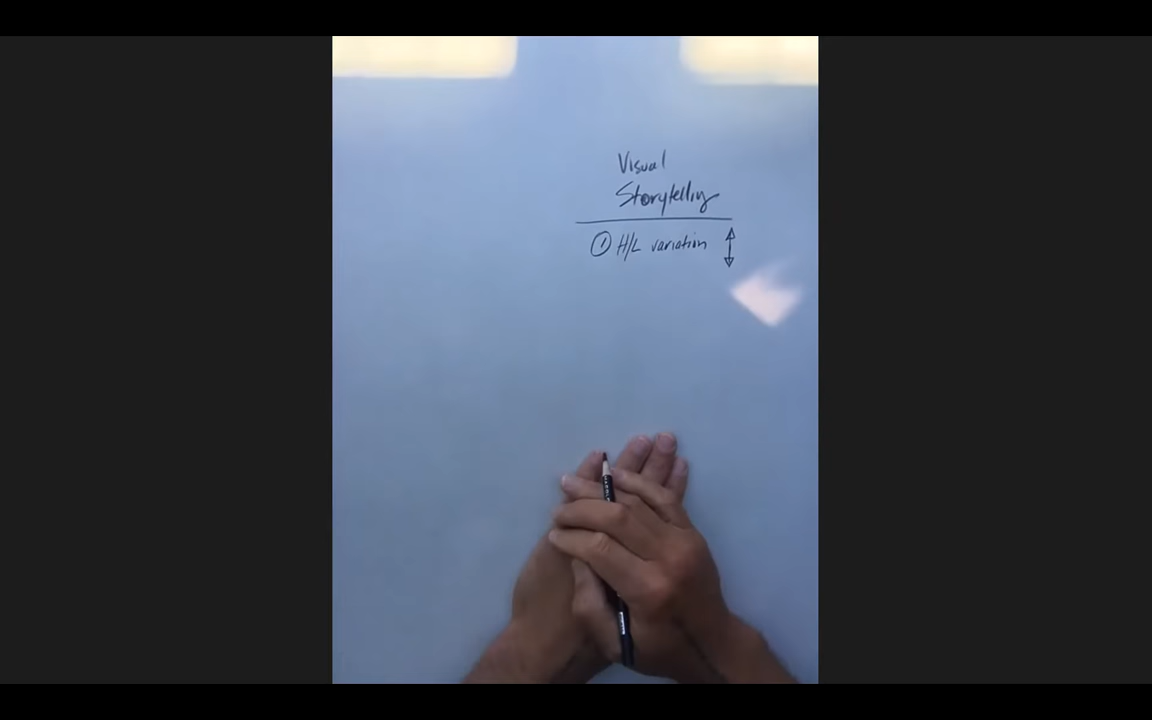 Visual
Storytelling
① H/L variation